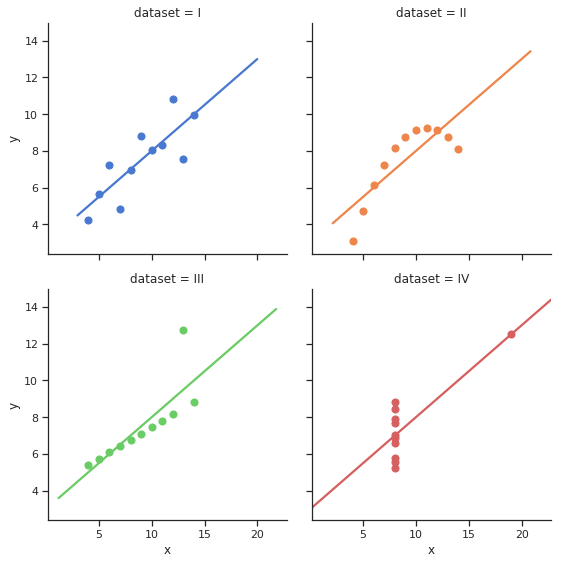 dataset = I
dataset = II
14
12
10
8
6
4
y
dataset = III
dataset = IV
14
12
10
8
6
4
y
5 10 15 20
5 10 15 20
x
x